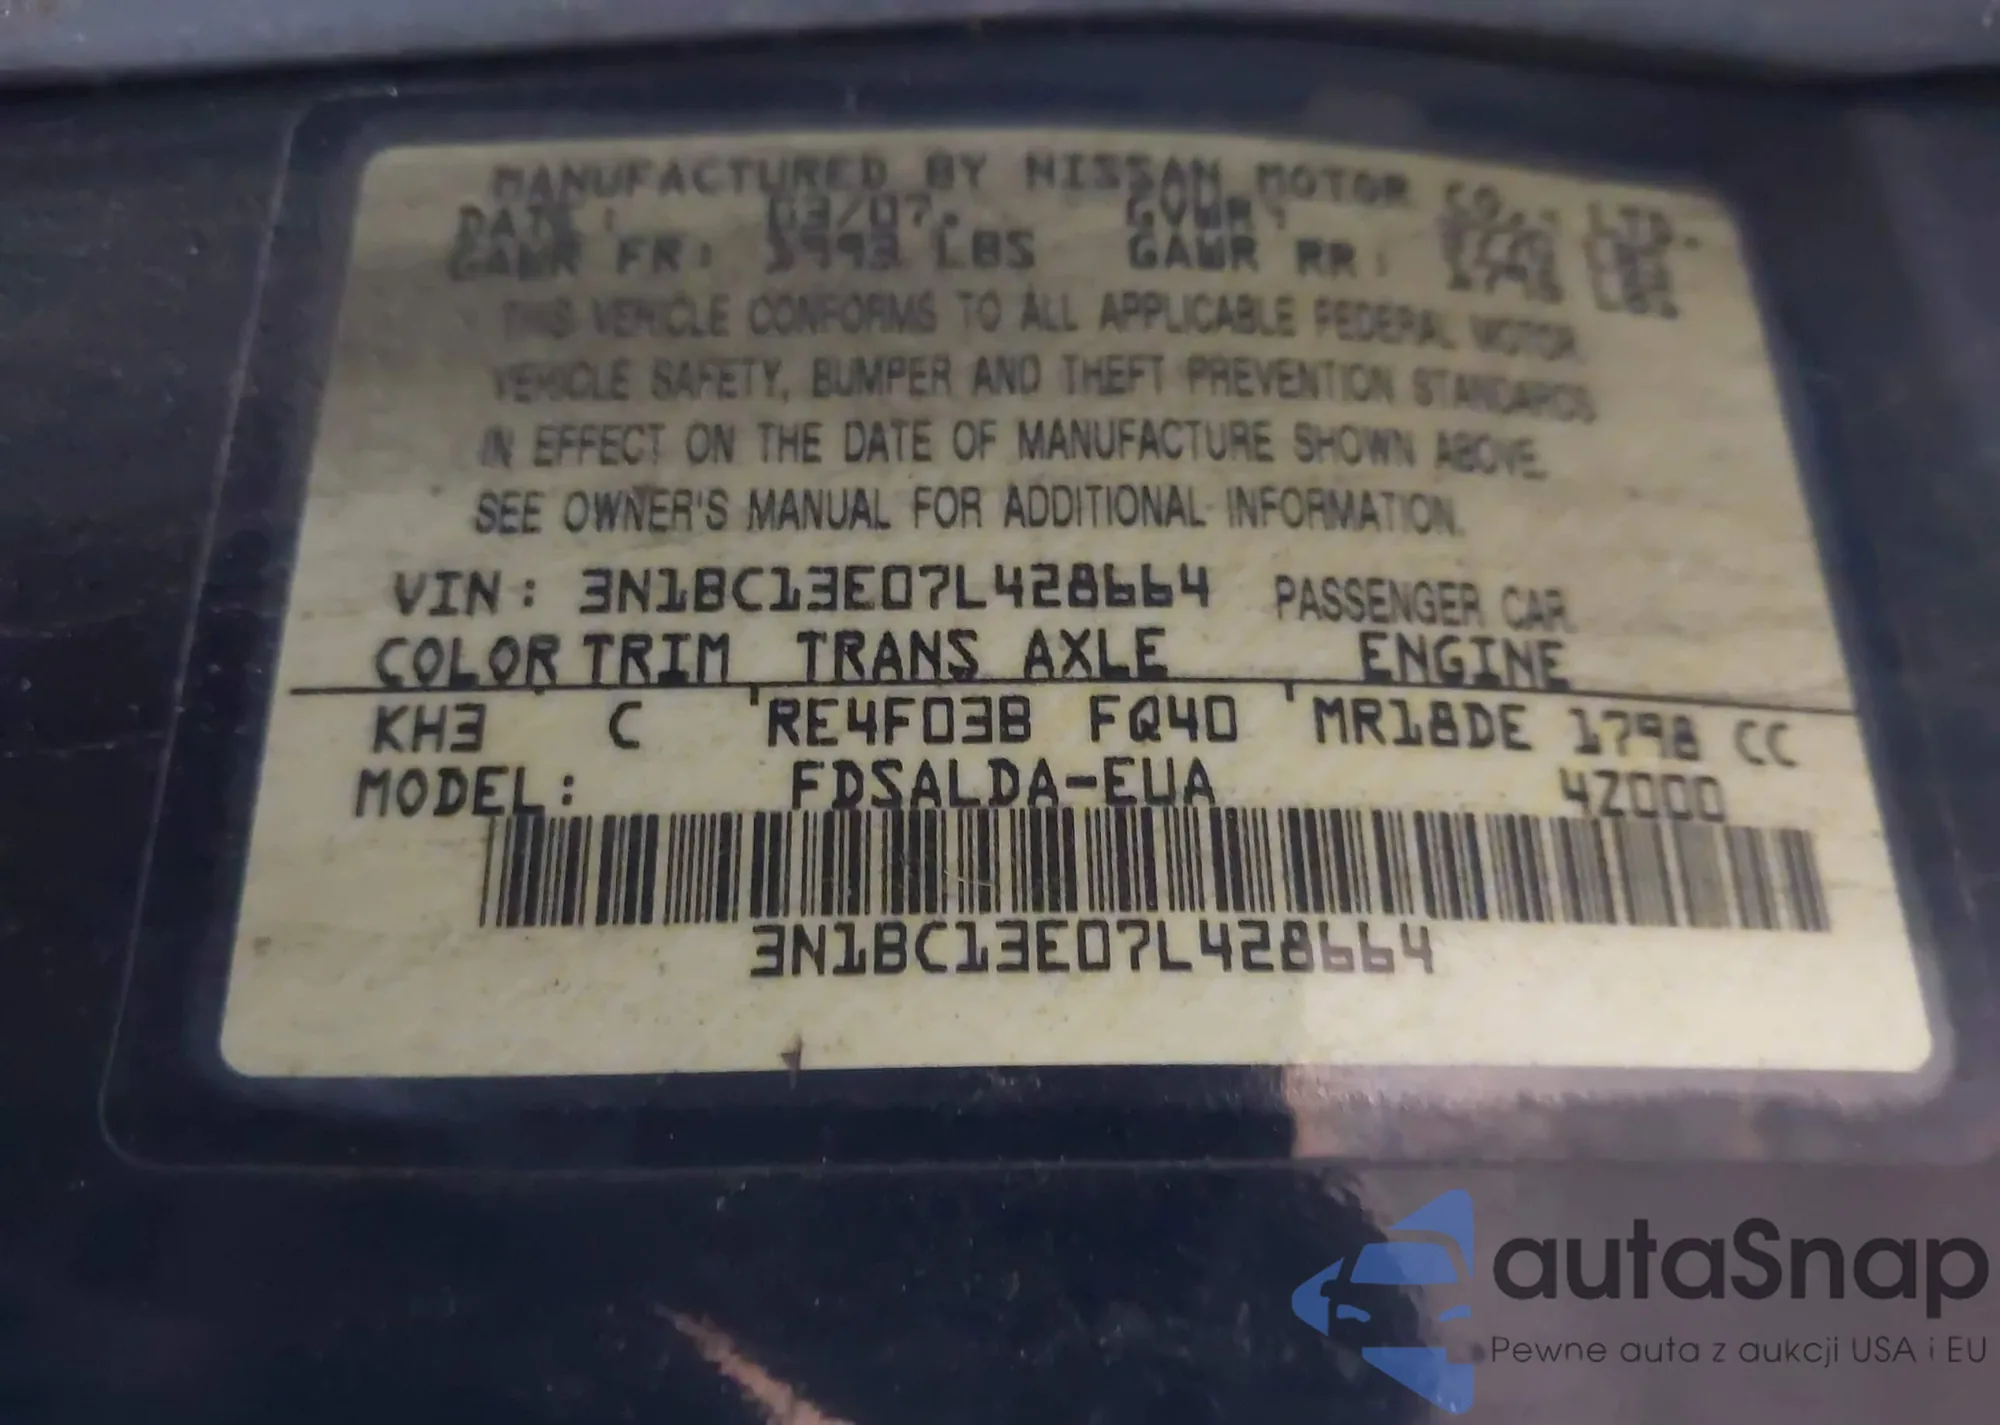 MANUFACTURED BY NISSAN MOTOR CO., LTD.
DATE: 03/07. GVWR:
GAWR FR: 1993 LBS GAWR RR: LBS
THIS VEHICLE CONFORMS TO ALL APPLICABLE FEDERAL MOTOR
VEHICLE SAFETY, BUMPER AND THEFT PREVENTION STANDARDS
IN EFFECT ON THE DATE OF MANUFACTURE SHOWN ABOVE.
SEE OWNER'S MANUAL FOR ADDITIONAL INFORMATION.
VIN: 3N1BC13E07L428664 PASSENGER CAR
COLOR TRIM TRANS AXLE ENGINE
KH3 C RE4F03B FQ40 MR18DE 1798 CC
MODEL: FDSALDA-EUA 4Z000
3N1BC13E07L428664
autaSnap
Pewne auta z aukcji USA i EU